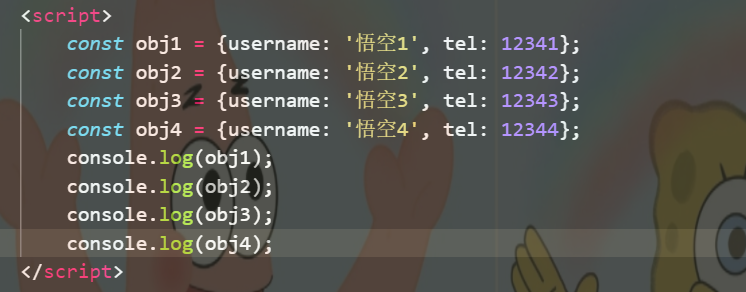 <script>
const obj1 = {username: '悟空1', tel: 12341};
const obj2 = {username: '悟空2', tel: 12342};
const obj3 = {username: '悟空3', tel: 12343};
const obj4 = {username: '悟空4', tel: 12344};
console.log(obj1);
console.log(obj2);
console.log(obj3);
console.log(obj4);
</script>